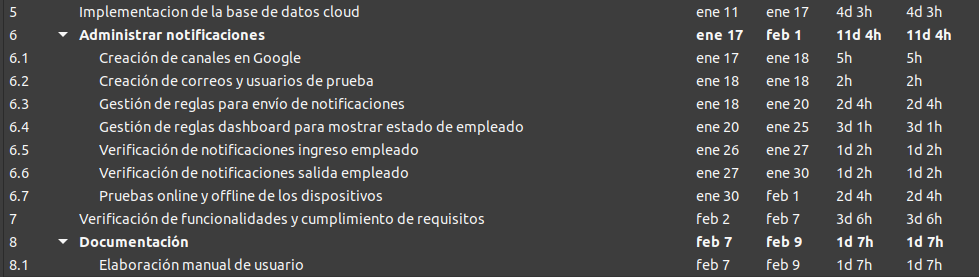 5 Implementacion de la base de datos cloud ene 11 ene 17 4d 3h 4d 3h
6 Administrar notificaciones ene 17 feb 1 11d 4h 11d 4h
6.1 Creación de canales en Google ene 17 ene 18 5h 5h
6.2 Creación de correos y usuarios de prueba ene 18 ene 18 2h 2h
6.3 Gestión de reglas para envío de notificaciones ene 18 ene 20 2d 4h 2d 4h
6.4 Gestión de reglas dashboard para mostrar estado de empleado ene 20 ene 25 3d 1h 3d 1h
6.5 Verificación de notificaciones ingreso empleado ene 26 ene 27 1d 2h 1d 2h
6.6 Verificación de notificaciones salida empleado ene 27 ene 30 1d 2h 1d 2h
6.7 Pruebas online y offline de los dispositivos ene 30 feb 1 2d 4h 2d 4h
7 Verificación de funcionalidades y cumplimiento de requisitos feb 2 feb 7 3d 6h 3d 6h
8 Documentación feb 7 feb 9 1d 7h 1d 7h
8.1 Elaboración manual de usuario feb 7 feb 9 1d 7h 1d 7h